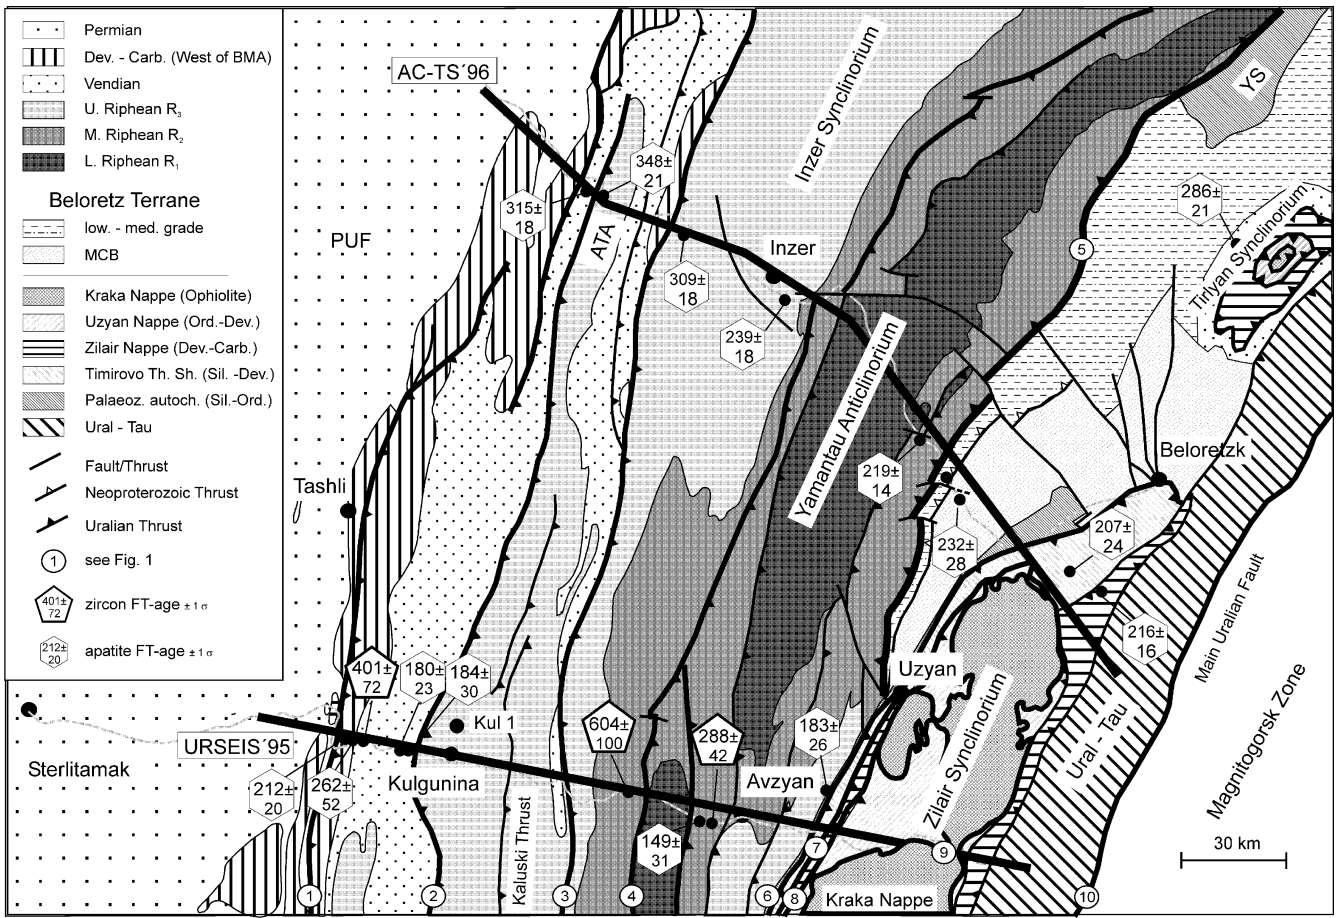 Permian
Dev. - Carb. (West of BMA)
Vendian
U. Riphean R3
M. Riphean R2
L. Riphean R1
Beloretz Terrane
low. - med. grade
MCB
Kraka Nappe (Ophiolite)
Uzyan Nappe (Ord.-Dev.)
Zilair Nappe (Dev.-Carb.)
Timirovo Th. Sh. (Sil. -Dev.)
Palaeoz. autoch. (Sil.-Ord.)
Ural - Tau
Fault/Thrust
Neoproterozoic Thrust
Uralian Thrust
1 see Fig. 1
401±
72
zircon FT-age ± 1 σ
212±
20
apatite FT-age ± 1 σ
AC-TS´96
PUF
ATA
Inzer Synclinorium
YS
348±
21
315±
18
286±
21
Tirlyan Synclinorium
5
Inzer
309±
18
239±
18
Yamantau Anticlinorium
Tashli
219±
14
Beloretzk
232±
28
207±
24
216±
16
Main Uralian Fault
Magnitogorsk Zone
Ural - Tau
Uzyan
Zilair Synclinorium
401±
72
180±
23
184±
30
Kul 1
604±
100
288±
42
183±
26
URSEIS´95
Sterlitamak
Kulgunina
Avzyan
212±
20
262±
52
149±
31
Kaluski Thrust
30 km
7
9
1
2
3
4
6
8
10
Kraka Nappe